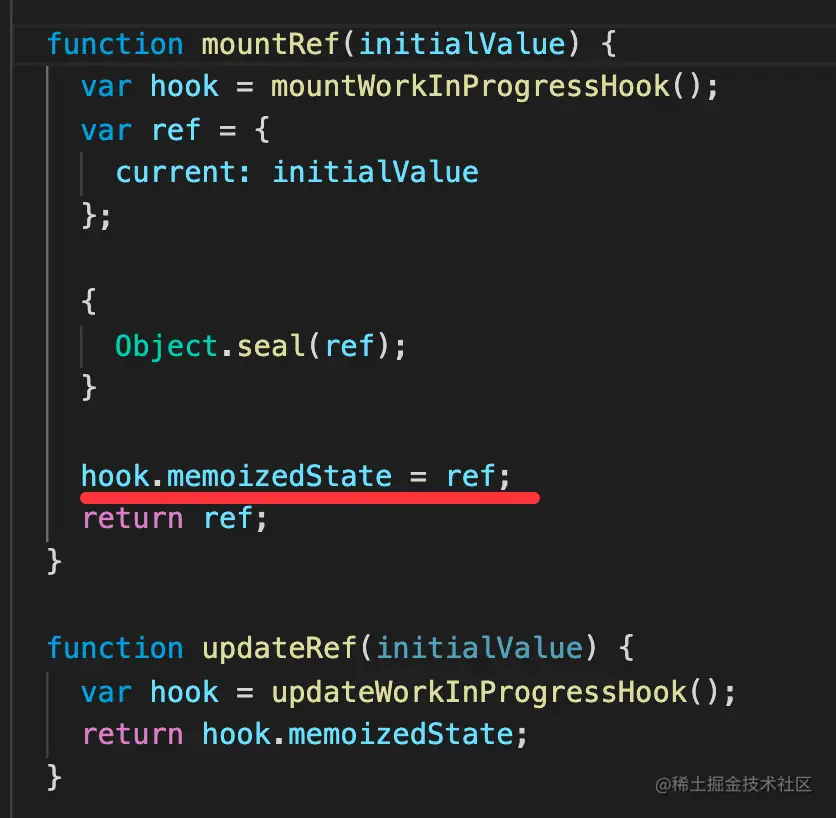 function mountRef(initialValue) {
  var hook = mountWorkInProgressHook();
  var ref = {
    current: initialValue
  };
  {
    Object.seal(ref);
  }
  hook.memoizedState = ref;
  return ref;
}
function updateRef(initialValue) {
  var hook = updateWorkInProgressHook();
  return hook.memoizedState;
}
@稀土掘金技术社区